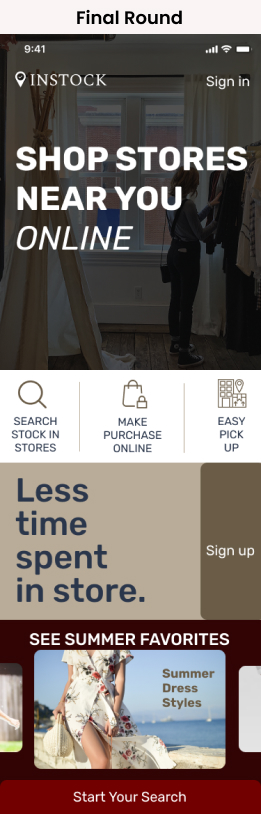 Final Round
9:41
INSTOCK
Sign in
SHOP STORES
NEAR YOU
ONLINE
SEARCH
STOCK IN
STORES
MAKE
PURCHASE
ONLINE
EASY
PICK
UP
Less
time
spent
in store.
Sign up
SEE SUMMER FAVORITES
Summer
Dress
Styles
Start Your Search